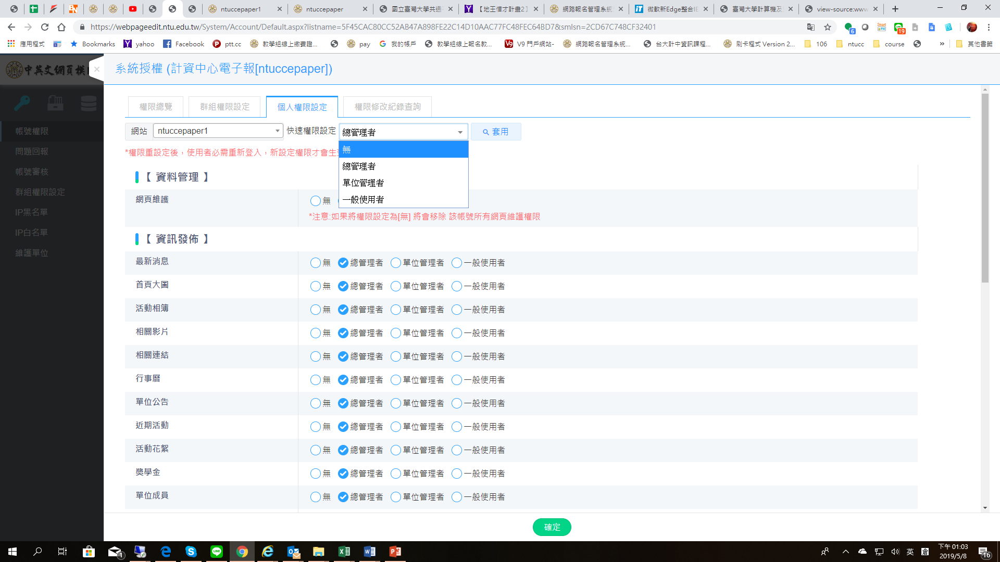 ntuccepaper1
ntuccepaper
國立臺灣大學共通
【地王惜才計畫2】
網路報名管理系統
微軟新Edge整合IE
臺灣大學計算機及
view-source:www
https://webpageedit.ntu.edu.tw/System/Account/Default.aspx?listname=5F45CAC80CC52AB47A898FE22C14D10AAC77FC48FEC64BD7&smlsn=2CD67C748CF32401
6
19
應用程式
Bookmarks
yahoo
Facebook
ptt.cc
教學組線上繳費證...
pay
我的帳戶
教學組線上報名教...
V9 門戶網站-
網路報名管理系統...
台大計中資訊課程...
刷卡程式 Version 2...
106
ntucc
course
»
其他書籤
中英文網頁模
系統授權 (計資中心電子報[ntuccepaper])
帳號權限
問題回報
帳號審核
群組權限設定
IP黑名單
IP白名單
維護單位
權限總覽
群組權限設定
個人權限設定
權限修改紀錄查詢
網站
ntuccepaper1
快速權限設定
總管理者
套用
無
總管理者
單位管理者
一般使用者
*權限重設定後，使用者必需重新登入，新設定權限才會生
【 資料管理 】
網頁維護
無
*注意:如果將權限設定為[無] 將會移除 該帳號所有網頁維護權限
【 資訊發佈 】
最新消息 無 總管理者 單位管理者 一般使用者
首頁大圖 無 總管理者 單位管理者 一般使用者
活動相簿 無 總管理者 單位管理者 一般使用者
相關影片 無 總管理者 單位管理者 一般使用者
相關連結 無 總管理者 單位管理者 一般使用者
行事曆 無 總管理者 單位管理者 一般使用者
單位公告 無 總管理者 單位管理者 一般使用者
近期活動 無 總管理者 單位管理者 一般使用者
活動花絮 無 總管理者 單位管理者 一般使用者
獎學金 無 總管理者 單位管理者 一般使用者
單位成員 無 總管理者 單位管理者 一般使用者
確定
1
英
下午 01:03
2019/5/8
16